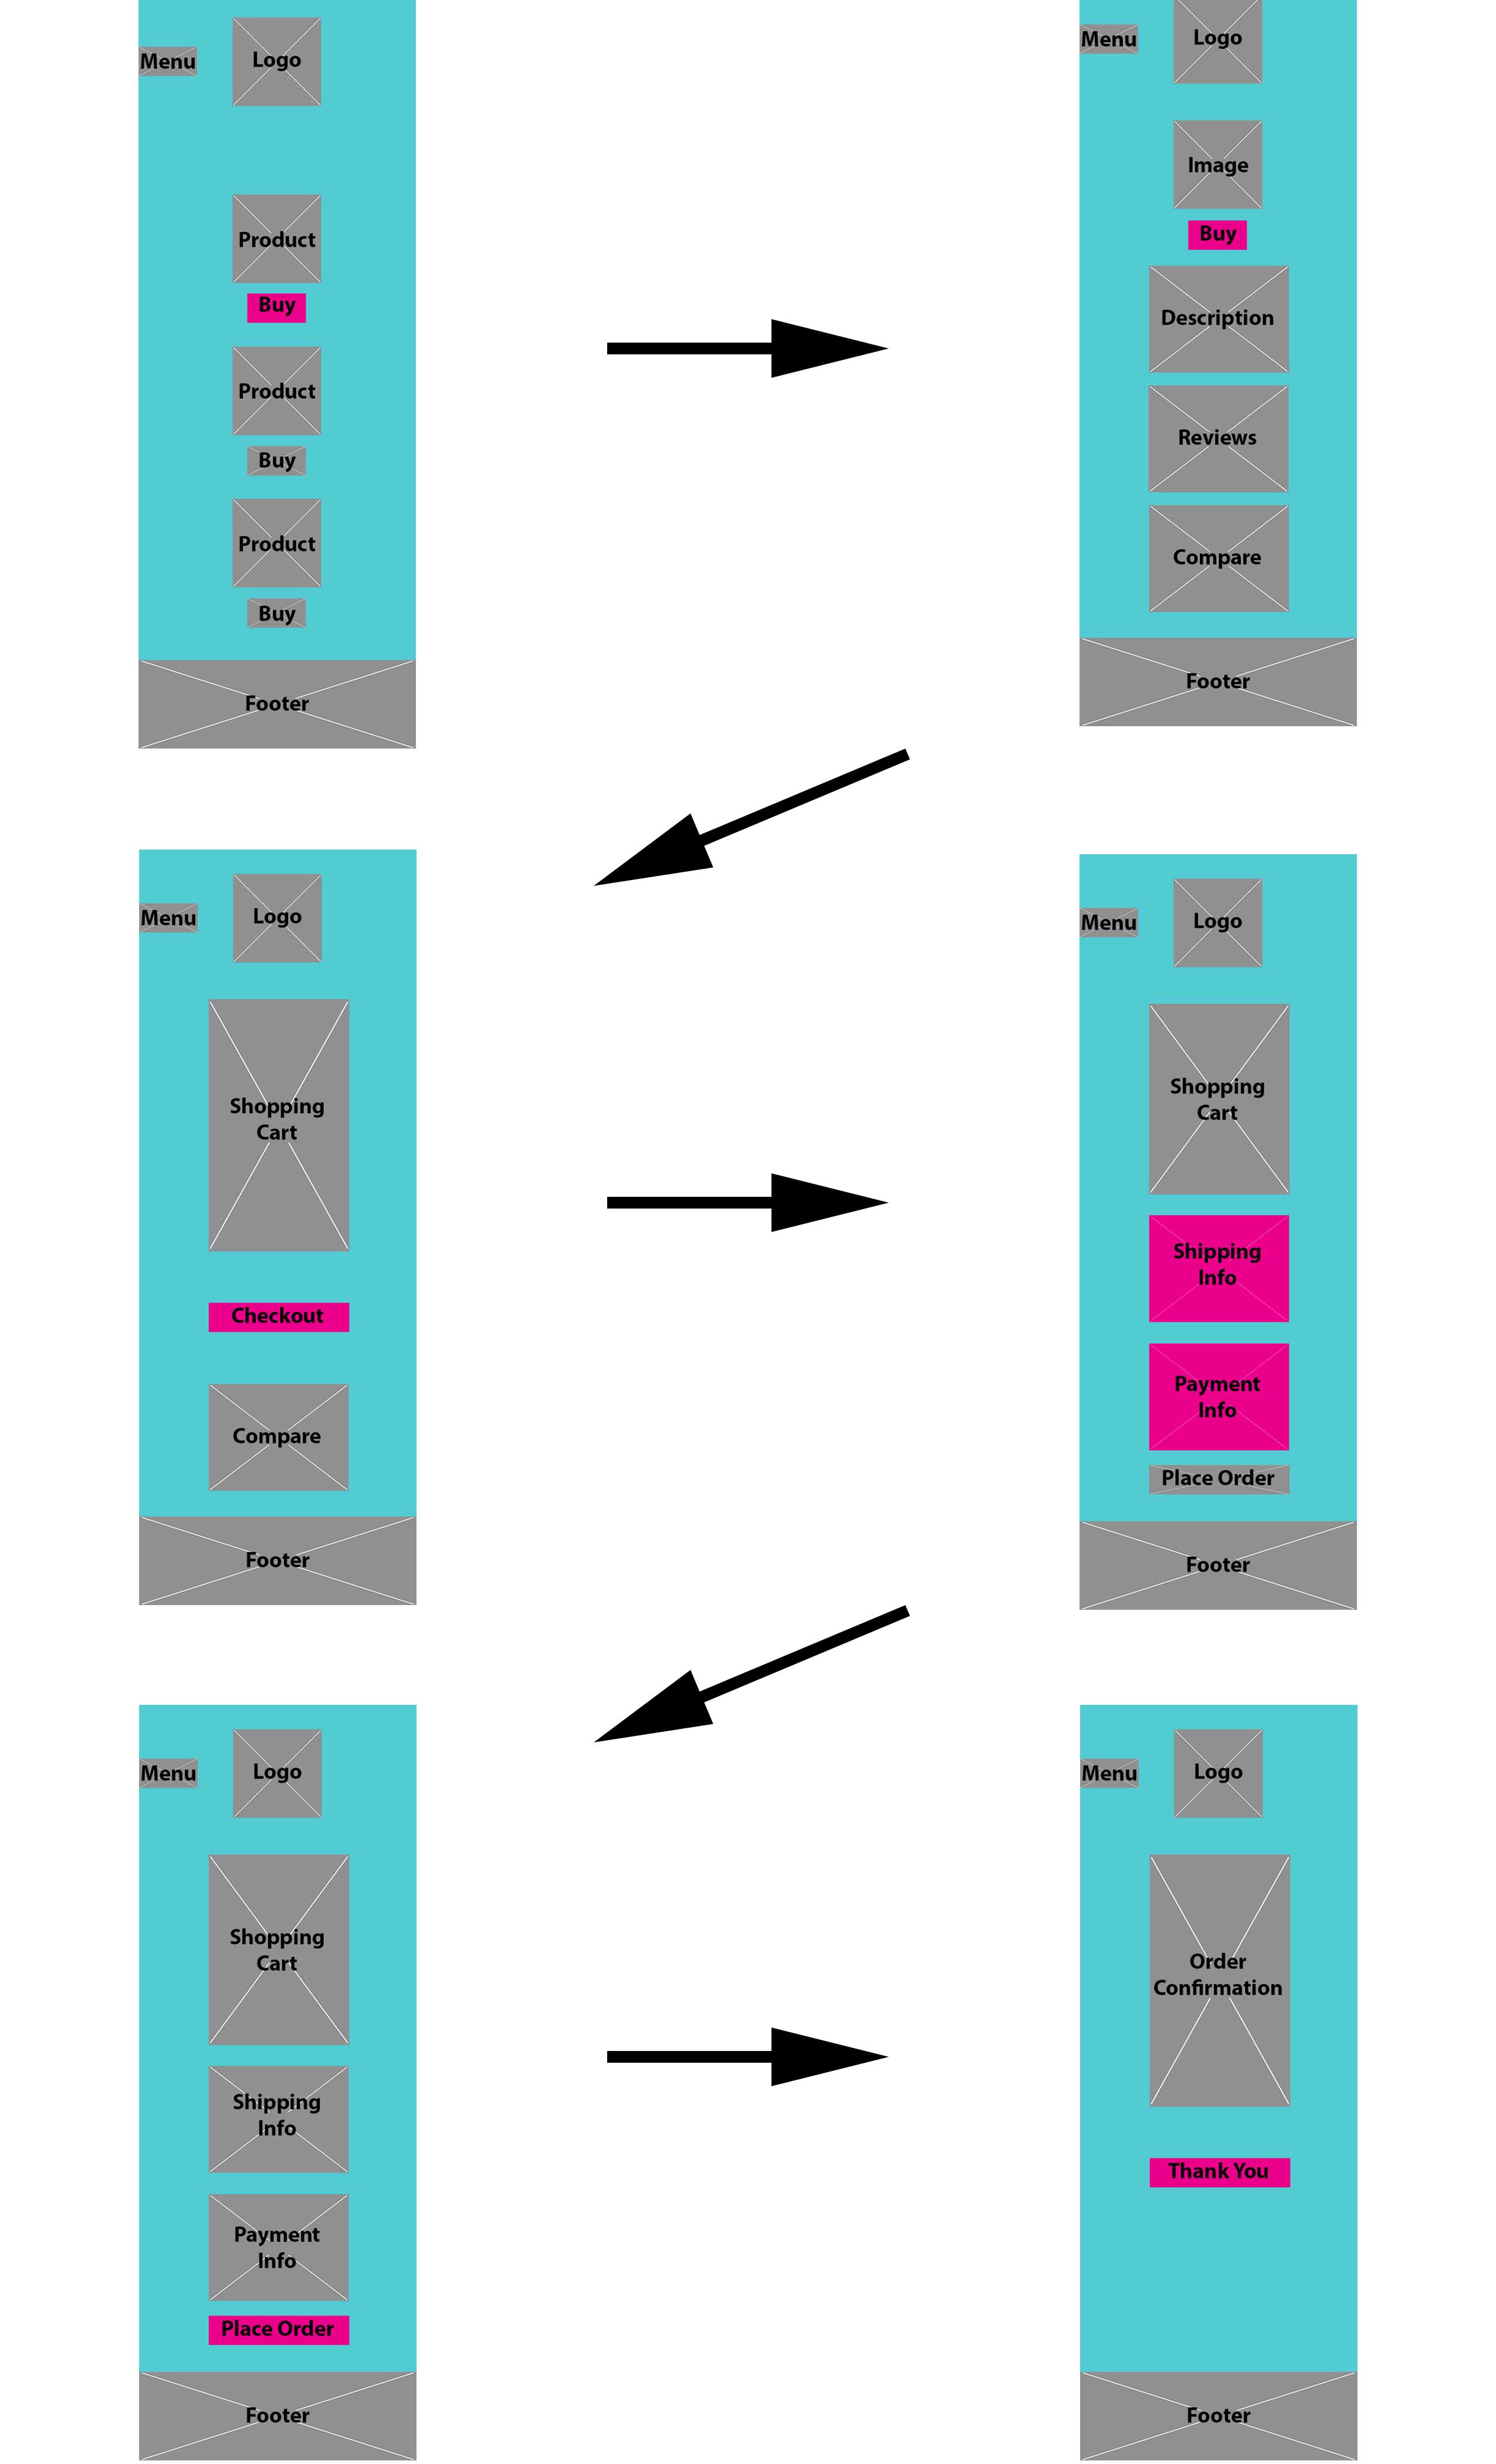 Menu
Logo
Product
Buy
Product
Buy
Product
Buy
Footer
Menu
Logo
Image
Buy
Description
Reviews
Compare
Footer
Menu
Logo
Shopping
Cart
Checkout
Compare
Footer
Menu
Logo
Shopping
Cart
Shipping
Info
Payment
Info
Place Order
Footer
Menu
Logo
Shopping
Cart
Shipping
Info
Payment
Info
Place Order
Footer
Menu
Logo
Order
Confirmation
Thank You
Footer